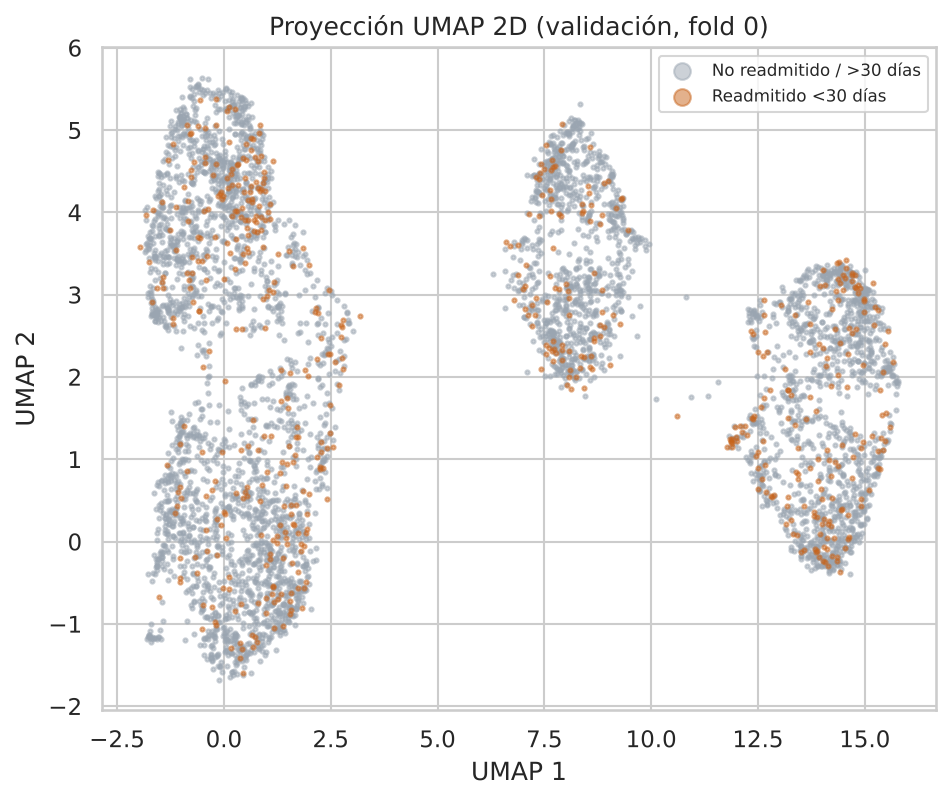 Proyección UMAP 2D (validación, fold 0)
No readmitido / >30 días
Readmitido <30 días
6
5
4
3
2
1
0
−1
−2
UMAP 2
−2.5 0.0 2.5 5.0 7.5 10.0 12.5 15.0
UMAP 1